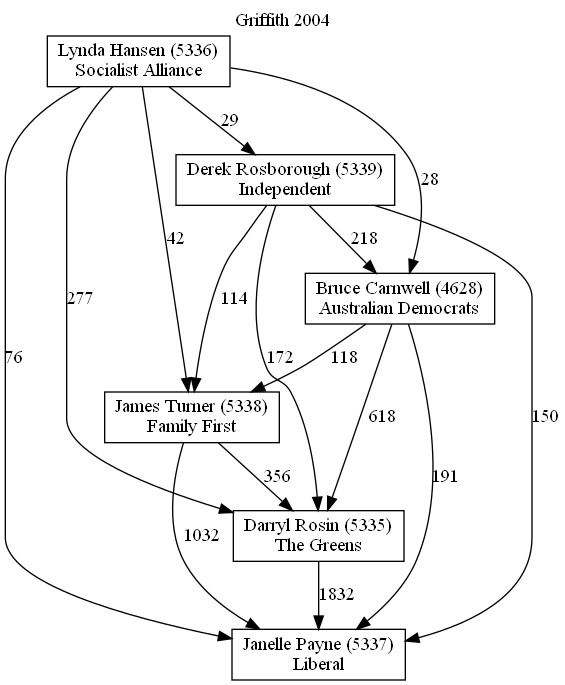 Griffith 2004
Lynda Hansen (5336)
Socialist Alliance
29
Derek Rosborough (5339)
Independent
28
42
218
277
Bruce Carnwell (4628)
Australian Democrats
114
172
118
76
James Turner (5338)
Family First
618
150
356
191
1032
Darryl Rosin (5335)
The Greens
1832
Janelle Payne (5337)
Liberal